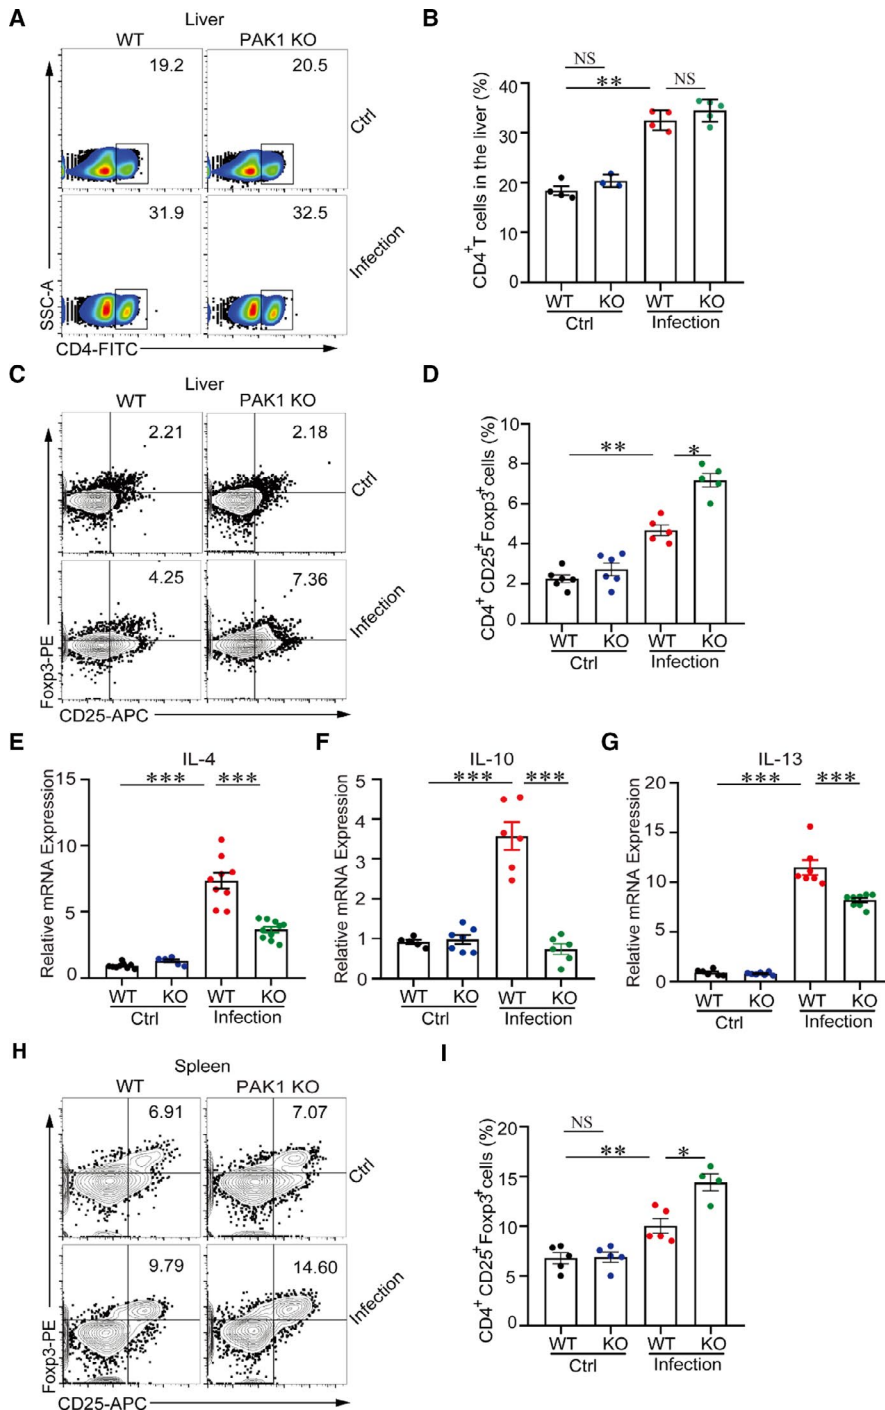 A
Liver
WT PAK1 KO
19.2 20.5
Ctrl
31.9 32.5
Infection
SSC-A
CD4-FITC
B
CD4+T cells in the liver (%)
40
30
20
10
0
NS
**
NS
WT KO WT KO
Ctrl Infection
C
Liver
WT PAK1 KO
2.21 2.18
Ctrl
4.25 7.36
Infection
Foxp3-PE
CD25-APC
D
CD4+ CD25+Foxp3+cells (%)
10
8
6
4
2
0
**
*
WT KO WT KO
Ctrl Infection
E
IL-4
Relative mRNA Expression
15
10
5
0
*** ***
WT KO WT KO
Ctrl Infection
F
IL-10
Relative mRNA Expression
5
4
3
2
1
0
*** ***
WT KO WT KO
Ctrl Infection
G
IL-13
Relative mRNA Expression
20
15
10
5
0
*** ***
WT KO WT KO
Ctrl Infection
H
Spleen
WT PAK1 KO
6.91 7.07
Ctrl
9.79 14.60
Infection
Foxp3-PE
CD25-APC
I
CD4+ CD25+Foxp3+cells (%)
20
15
10
5
0
NS
**
*
WT KO WT KO
Ctrl Infection